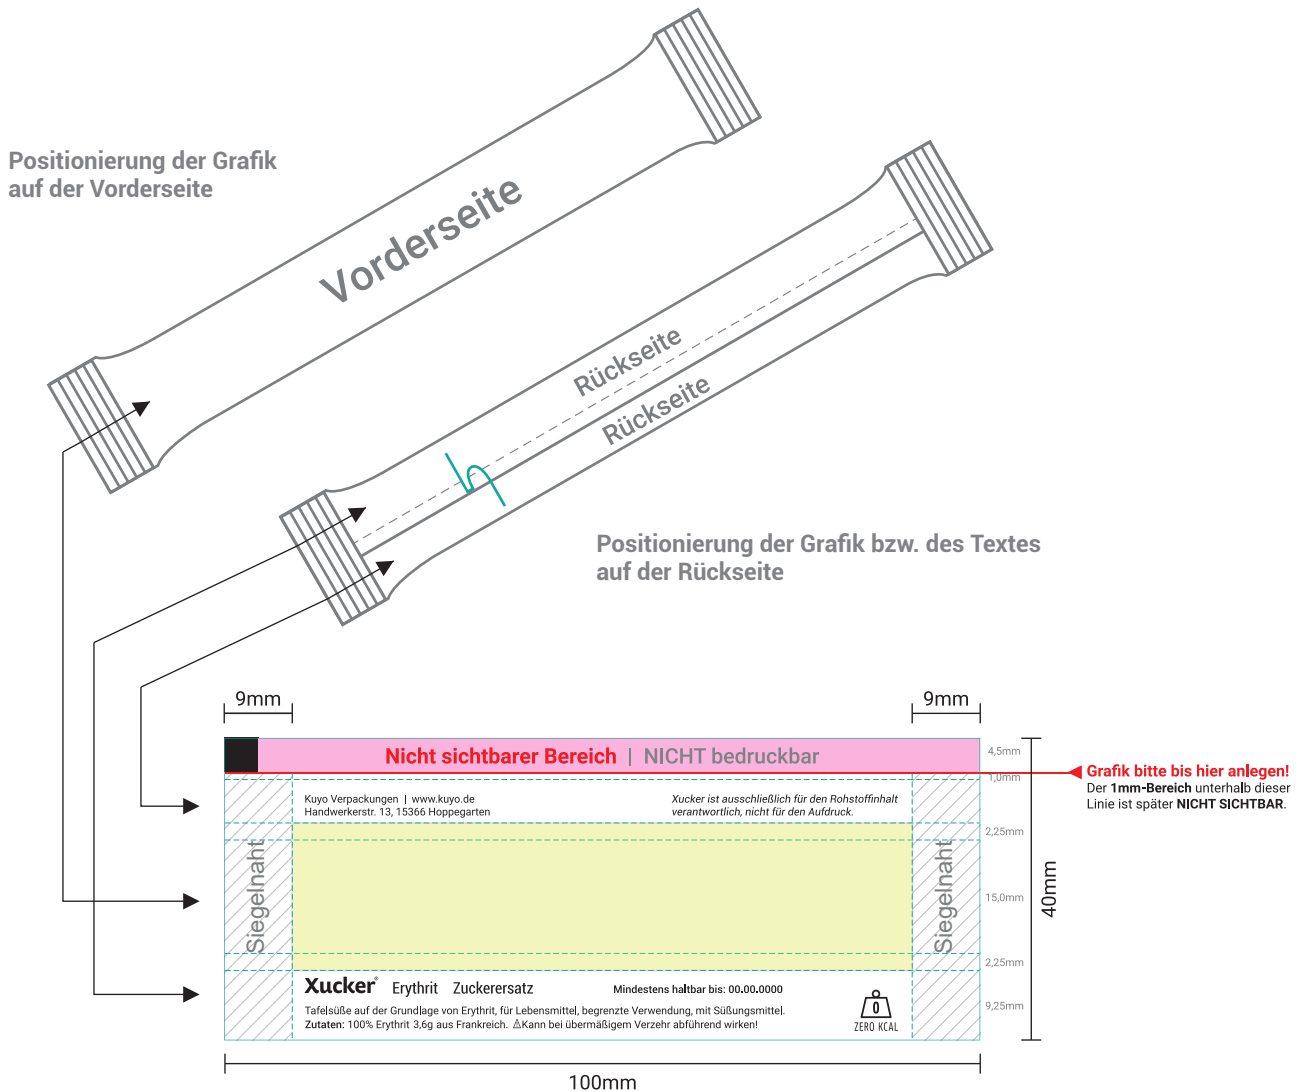 Positionierung der Grafik
auf der Vorderseite
Vorderseite
Rückseite
Rückseite
Positionierung der Grafik bzw. des Textes
auf der Rückseite
9mm
9mm
Nicht sichtbarer Bereich | NICHT bedruckbar
4,5mm
1,0mm
Grafik bitte bis hier anlegen!
Der 1mm-Bereich unterhalb dieser
Linie ist später NICHT SICHTBAR.
Kuyo Verpackungen | www.kuyo.de
Handwerkerstr. 13, 15366 Hoppegarten
Xucker ist ausschließlich für den Rohstoffinhalt
verantwortlich, nicht für den Aufdruck.
2,25mm
Siegelnaht
Siegelnaht
15,0mm
40mm
2,25mm
Xucker® Erythrit Zuckerersatz
Mindestens haltbar bis: 00.00.0000
9,25mm
Tafelsüße auf der Grundlage von Erythrit, für Lebensmittel, begrenzte Verwendung, mit Süßungsmittel.
Zutaten: 100% Erythrit 3,6g aus Frankreich. ⚠Kann bei übermäßigem Verzehr abführend wirken!
0
ZERO KCAL
100mm